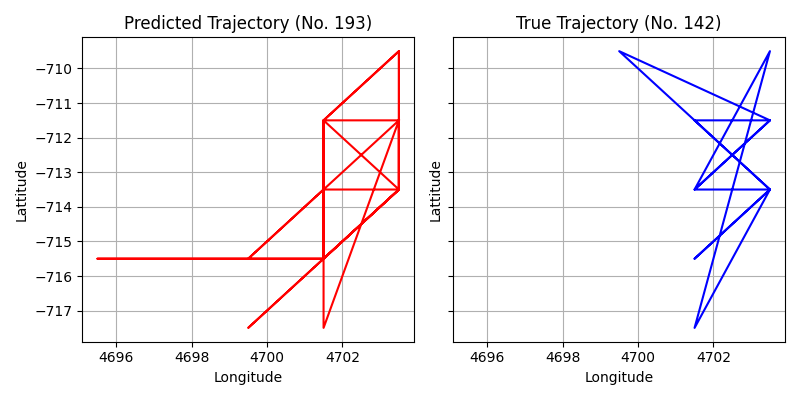 Predicted Trajectory (No. 193)
True Trajectory (No. 142)
Lattitude
−710
−711
−712
−713
−714
−715
−716
−717
4696
4698
4700
4702
Longitude
Lattitude
4696
4698
4700
4702
Longitude